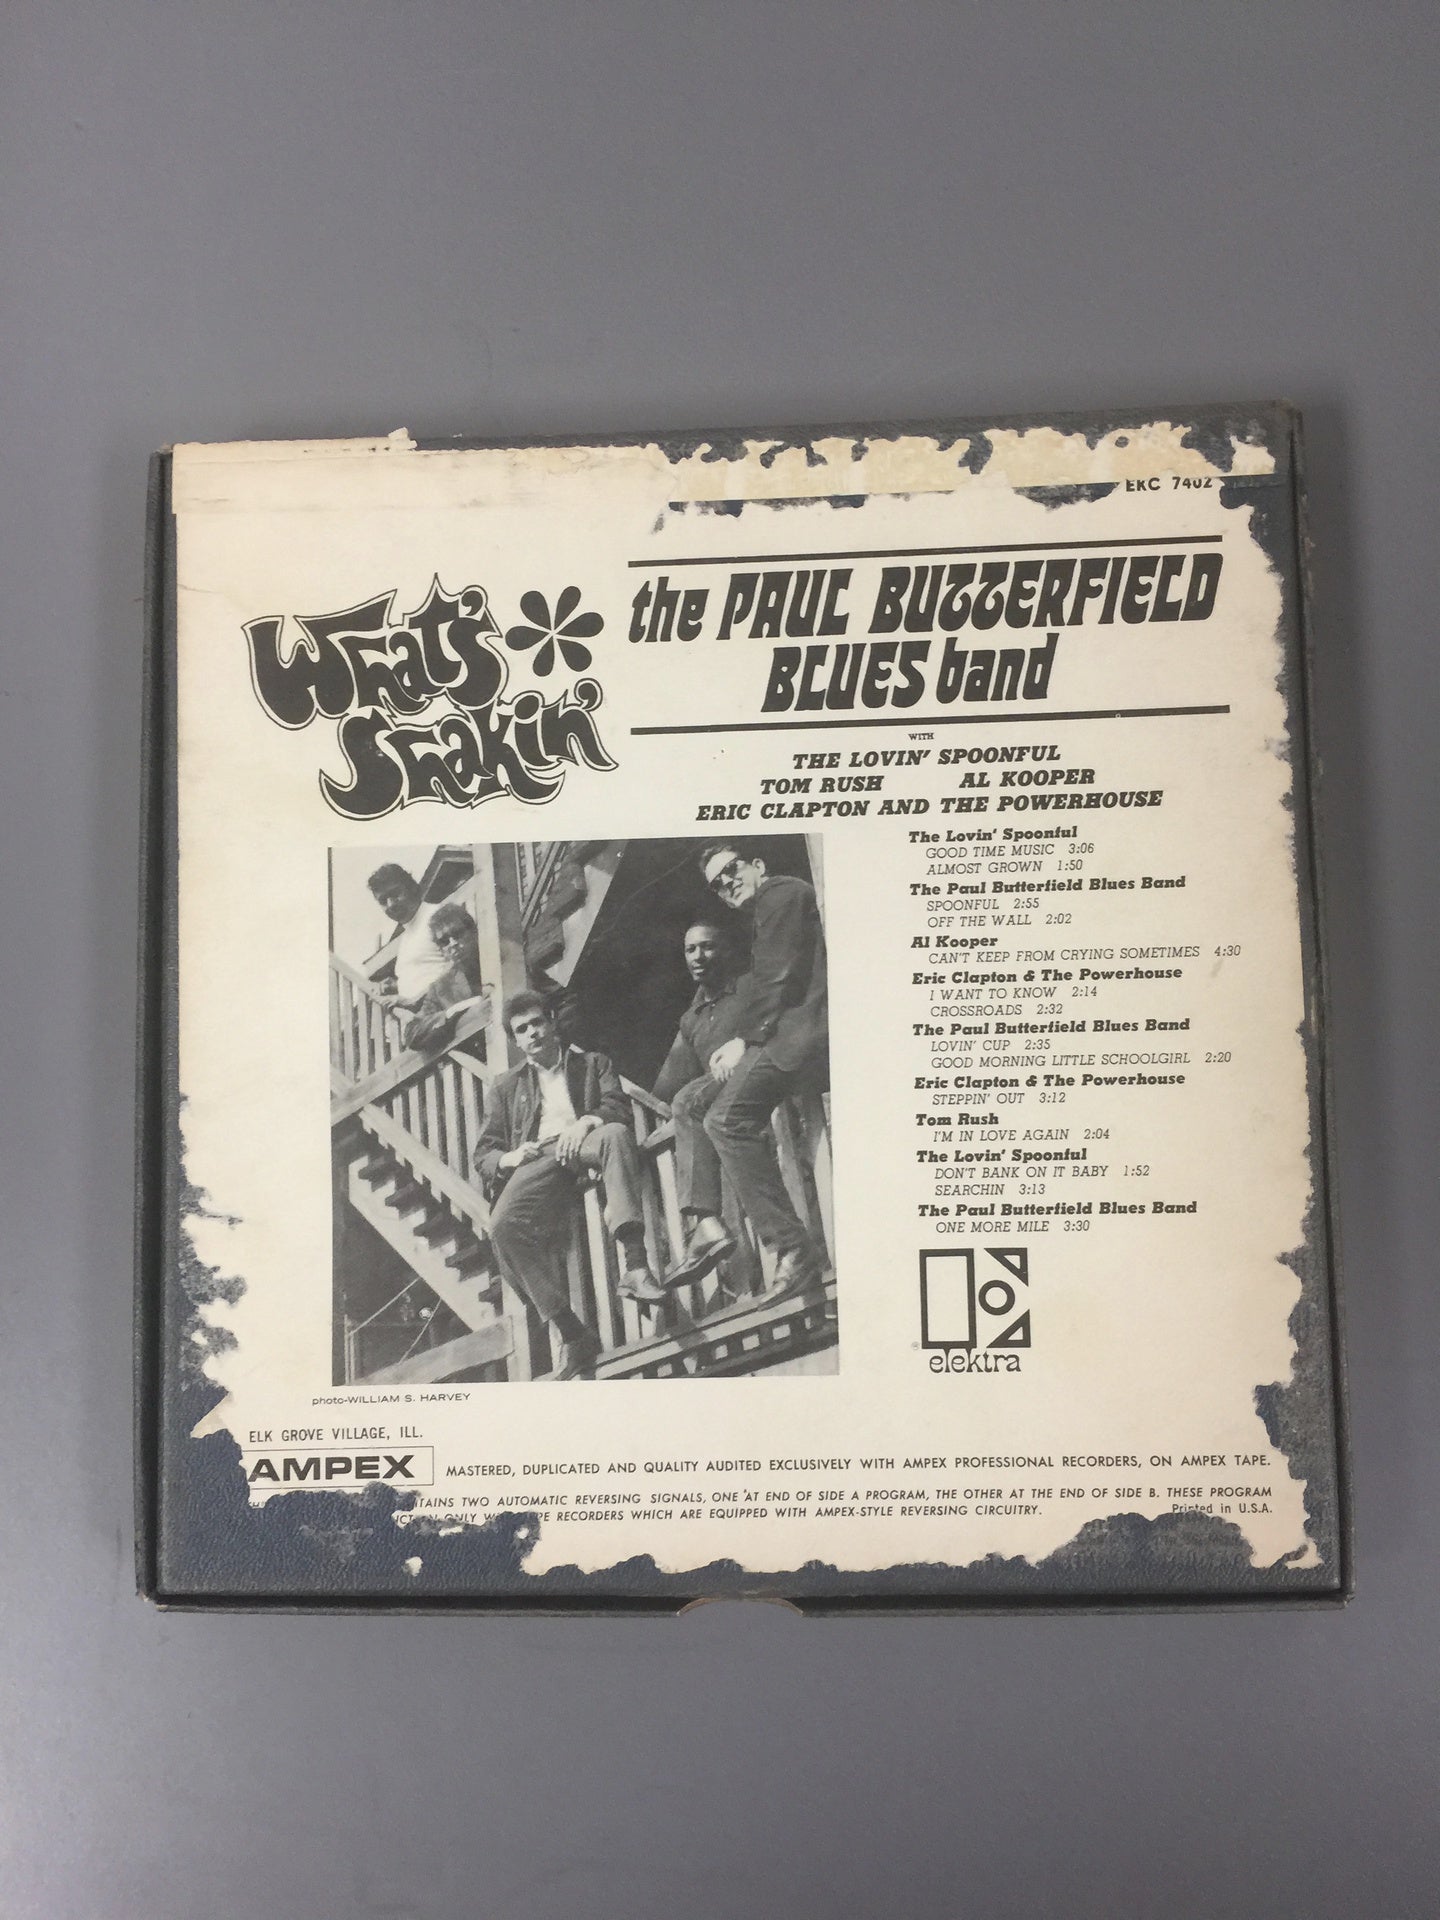 EKC 7402
What's Shakin'
the PAUL BUTTERFIELD
BLUES band
WITH
THE LOVIN' SPOONFUL
TOM RUSH AL KOOPER
ERIC CLAPTON AND THE POWERHOUSE
The Lovin' Spoonful
GOOD TIME MUSIC 3:06
ALMOST GROWN 1:50
The Paul Butterfield Blues Band
SPOONFUL 2:55
OFF THE WALL 2:02
Al Kooper
CAN'T KEEP FROM CRYING SOMETIMES 4:30
Eric Clapton & The Powerhouse
I WANT TO KNOW 2:14
CROSSROADS 2:32
The Paul Butterfield Blues Band
LOVIN' CUP 2:35
GOOD MORNING LITTLE SCHOOLGIRL 2:20
Eric Clapton & The Powerhouse
STEPPIN' OUT 3:12
Tom Rush
I'M IN LOVE AGAIN 2:04
The Lovin' Spoonful
DON'T BANK ON IT BABY 1:52
SEARCHIN 3:13
The Paul Butterfield Blues Band
ONE MORE MILE 3:30
® elektra
photo-WILLIAM S. HARVEY
ELK GROVE VILLAGE, ILL.
AMPEX MASTERED, DUPLICATED AND QUALITY AUDITED EXCLUSIVELY WITH AMPEX PROFESSIONAL RECORDERS, ON AMPEX TAPE.
TWO AUTOMATIC REVERSING SIGNALS, ONE AT END OF SIDE A PROGRAM, THE OTHER AT THE END OF SIDE B. THESE PROGRAM
ONLY RECORDERS WHICH ARE EQUIPPED WITH AMPEX-STYLE REVERSING CIRCUITRY. Printed in U.S.A.